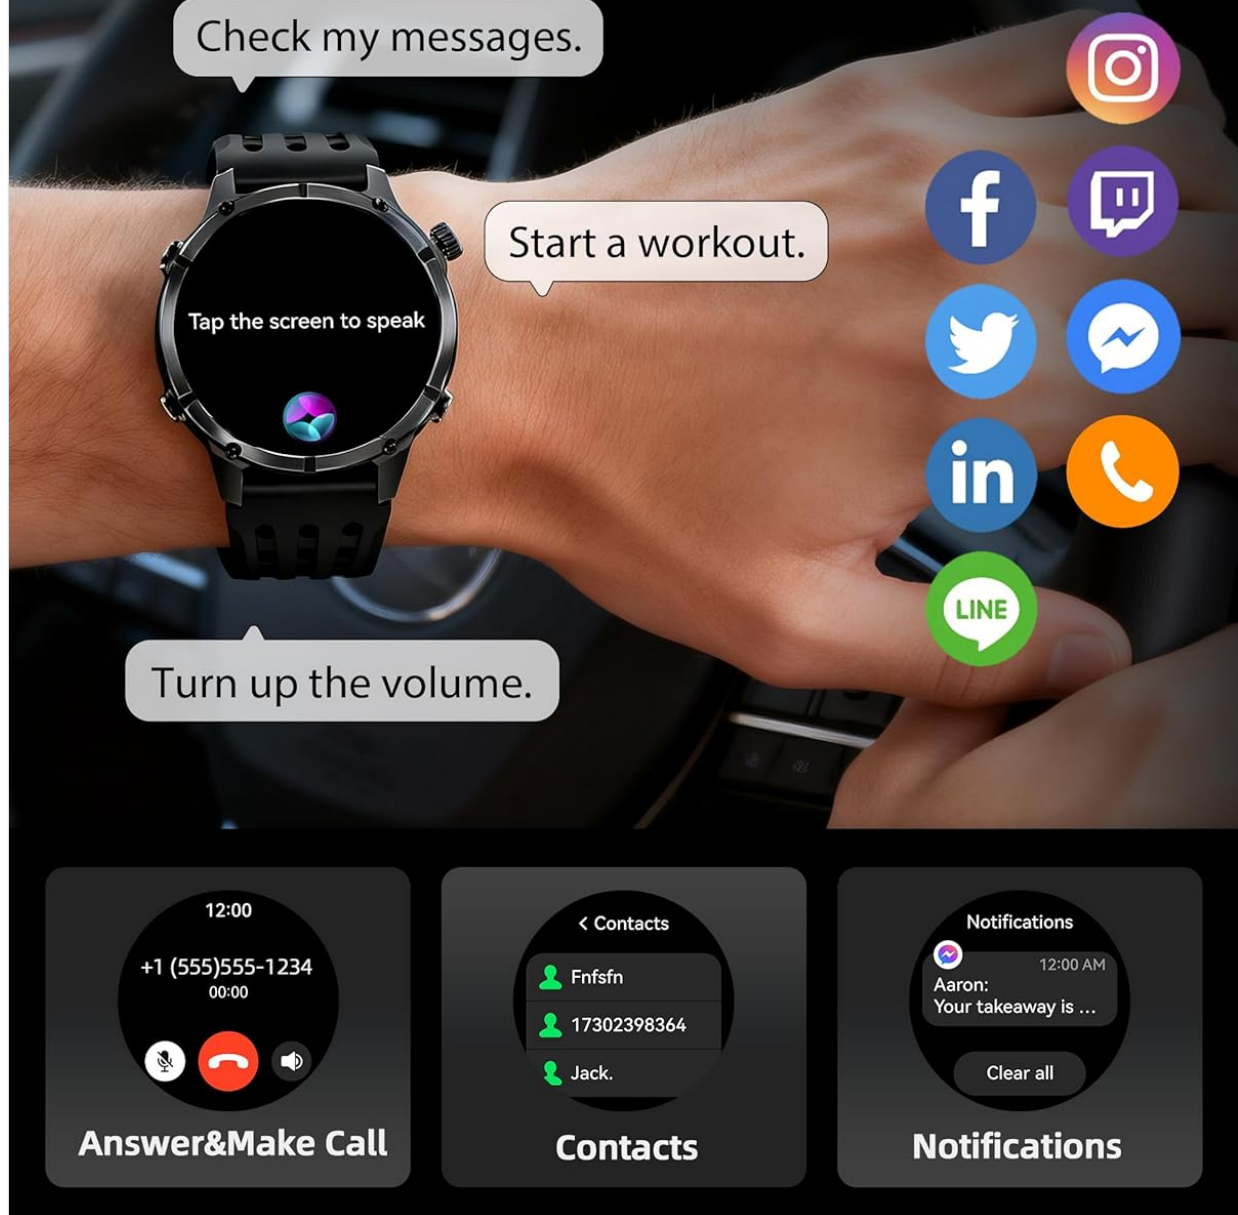 Check my messages.
Start a workout.
Tap the screen to speak
Turn up the volume.
f
in
LINE
12:00
+1 (555)555-1234
00:00
Answer&Make Call
< Contacts
Fnfsfn
17302398364
Jack.
Contacts
Notifications
12:00 AM
Aaron:
Your takeaway is ...
Clear all
Notifications